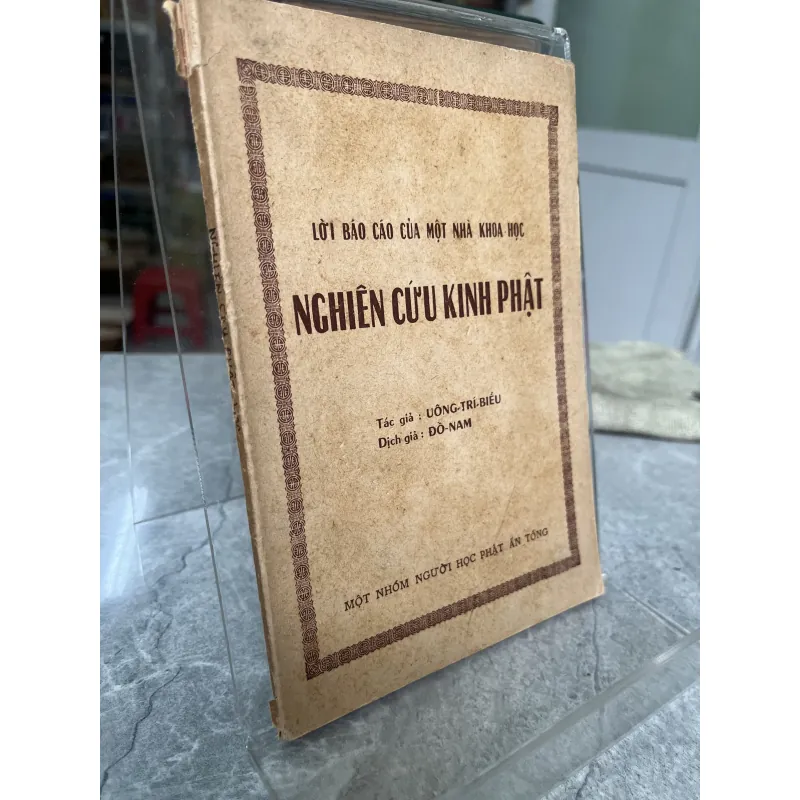 LỜI BÁO CÁO CỦA MỘT NHÀ KHOA HỌC
NGHIÊN CỨU KINH PHẬT
Tác giả : UÔNG-TRÍ-BIỂU
Dịch giả : ĐỒ-NAM
MỘT NHÓM NGƯỜI HỌC PHẬT ẤN TỐNG